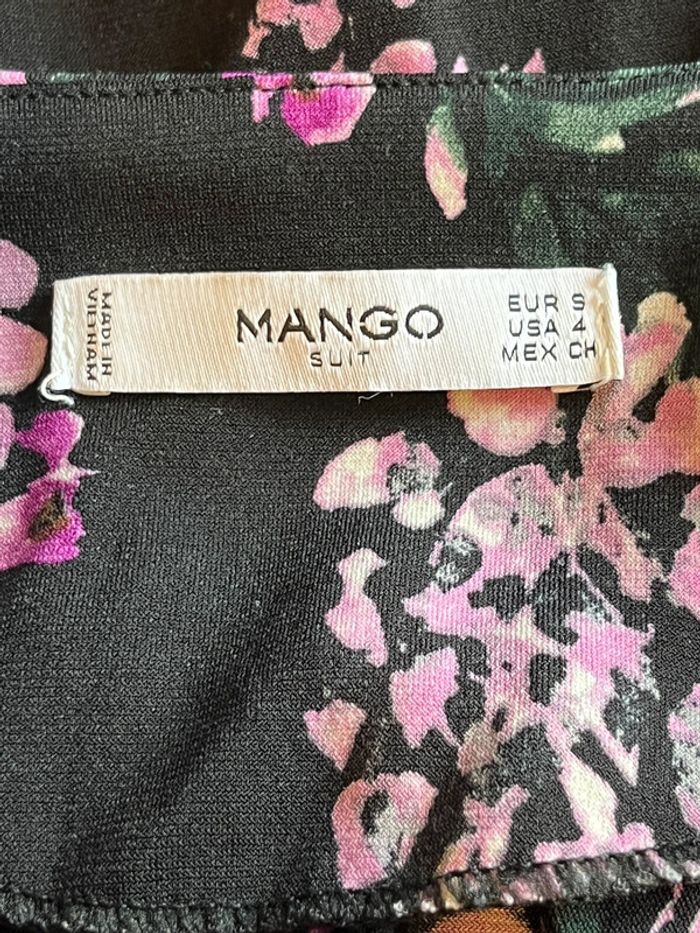 MADE IN
VIETNAM
MANGO
SUIT
EUR S
USA 4
MEX CH